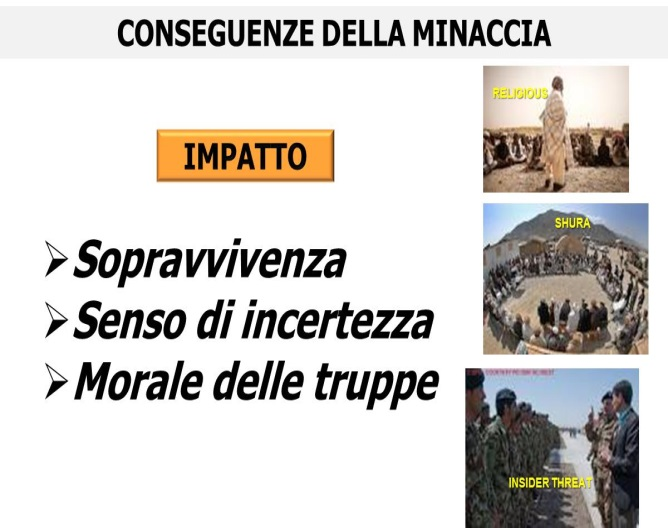 CONSEGUENZE DELLA MINACCIA
RELIGIOUS
IMPATTO
SHURA
➢Sopravvivenza
➢Senso di incertezza
➢Morale delle truppe
INSIDER THREAT